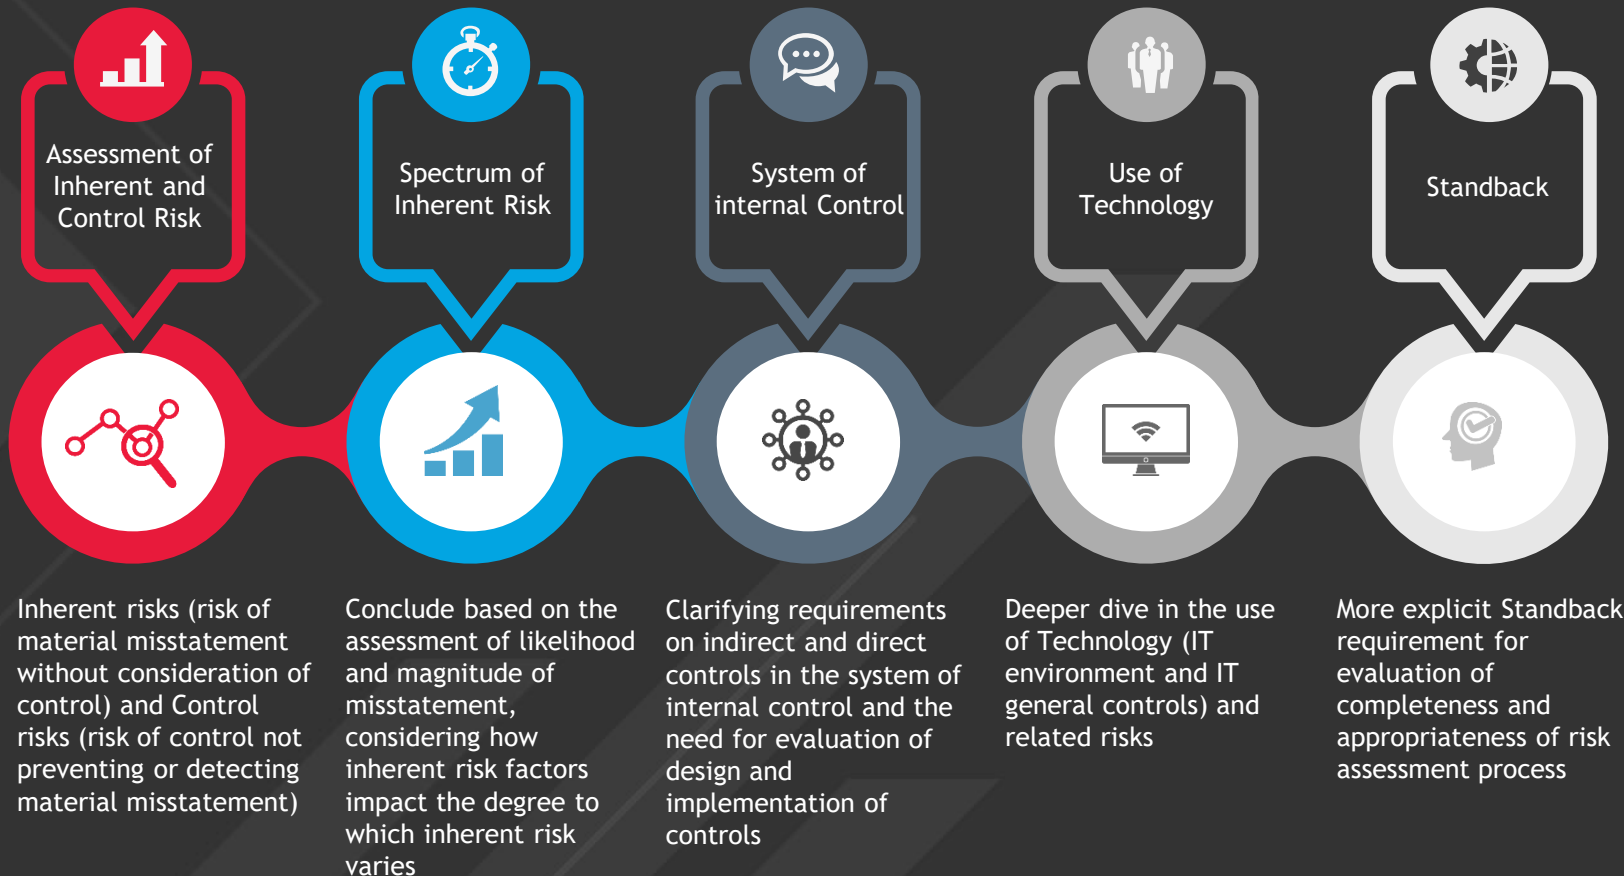 Assessment of
Inherent and
Control Risk
Spectrum of
Inherent Risk
System of
internal Control
Use of
Technology
Standback
Inherent risks (risk of
material misstatement
without consideration of
control) and Control
risks (risk of control not
preventing or detecting
material misstatement)
Conclude based on the
assessment of likelihood
and magnitude of
misstatement,
considering how
inherent risk factors
impact the degree to
which inherent risk
varies
Clarifying requirements
on indirect and direct
controls in the system of
internal control and the
need for evaluation of
design and
implementation of
controls
Deeper dive in the use
of Technology (IT
environment and IT
general controls) and
related risks
More explicit Standback
requirement for
evaluation of
completeness and
appropriateness of risk
assessment process